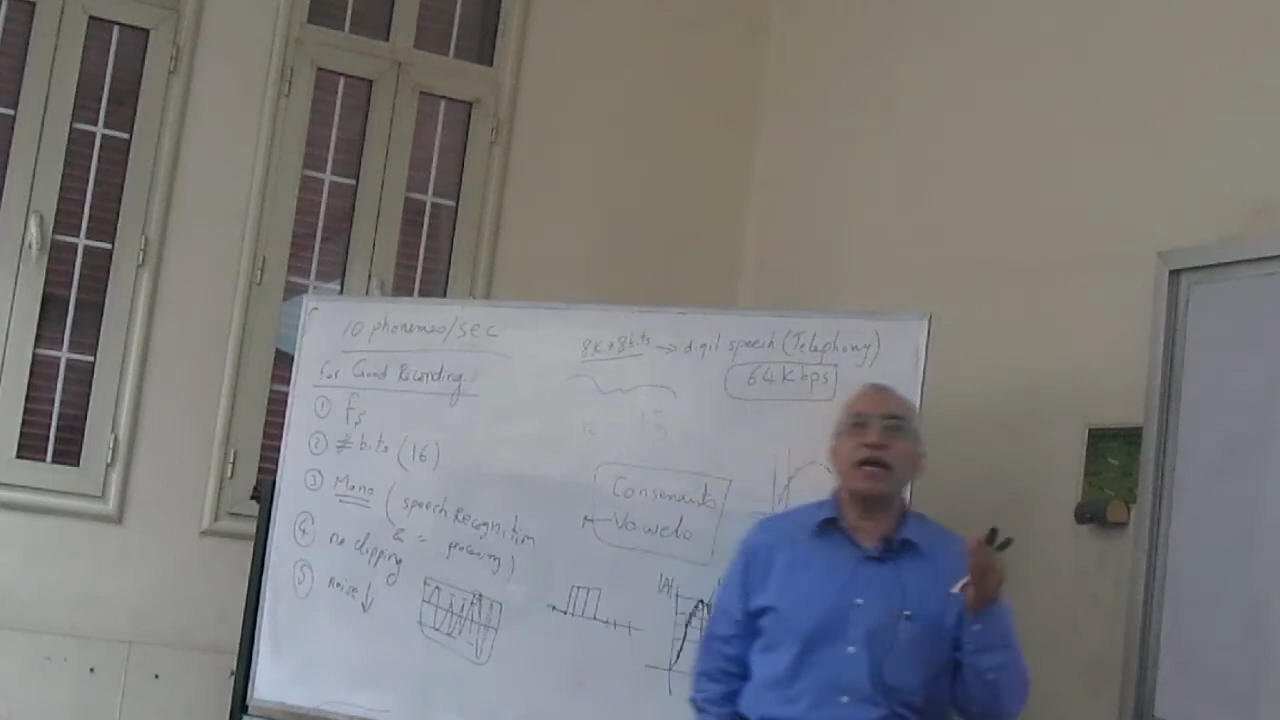 10 phonemes/sec
For Good Recording
① fs
② # bits (16)
③ Mono (speech Recognition
& = processing)
④ no clipping
⑤ noise ↓
8K*8bits → digil speech (Telephony)
64 Kbps
Consonants
Vowels
|A|